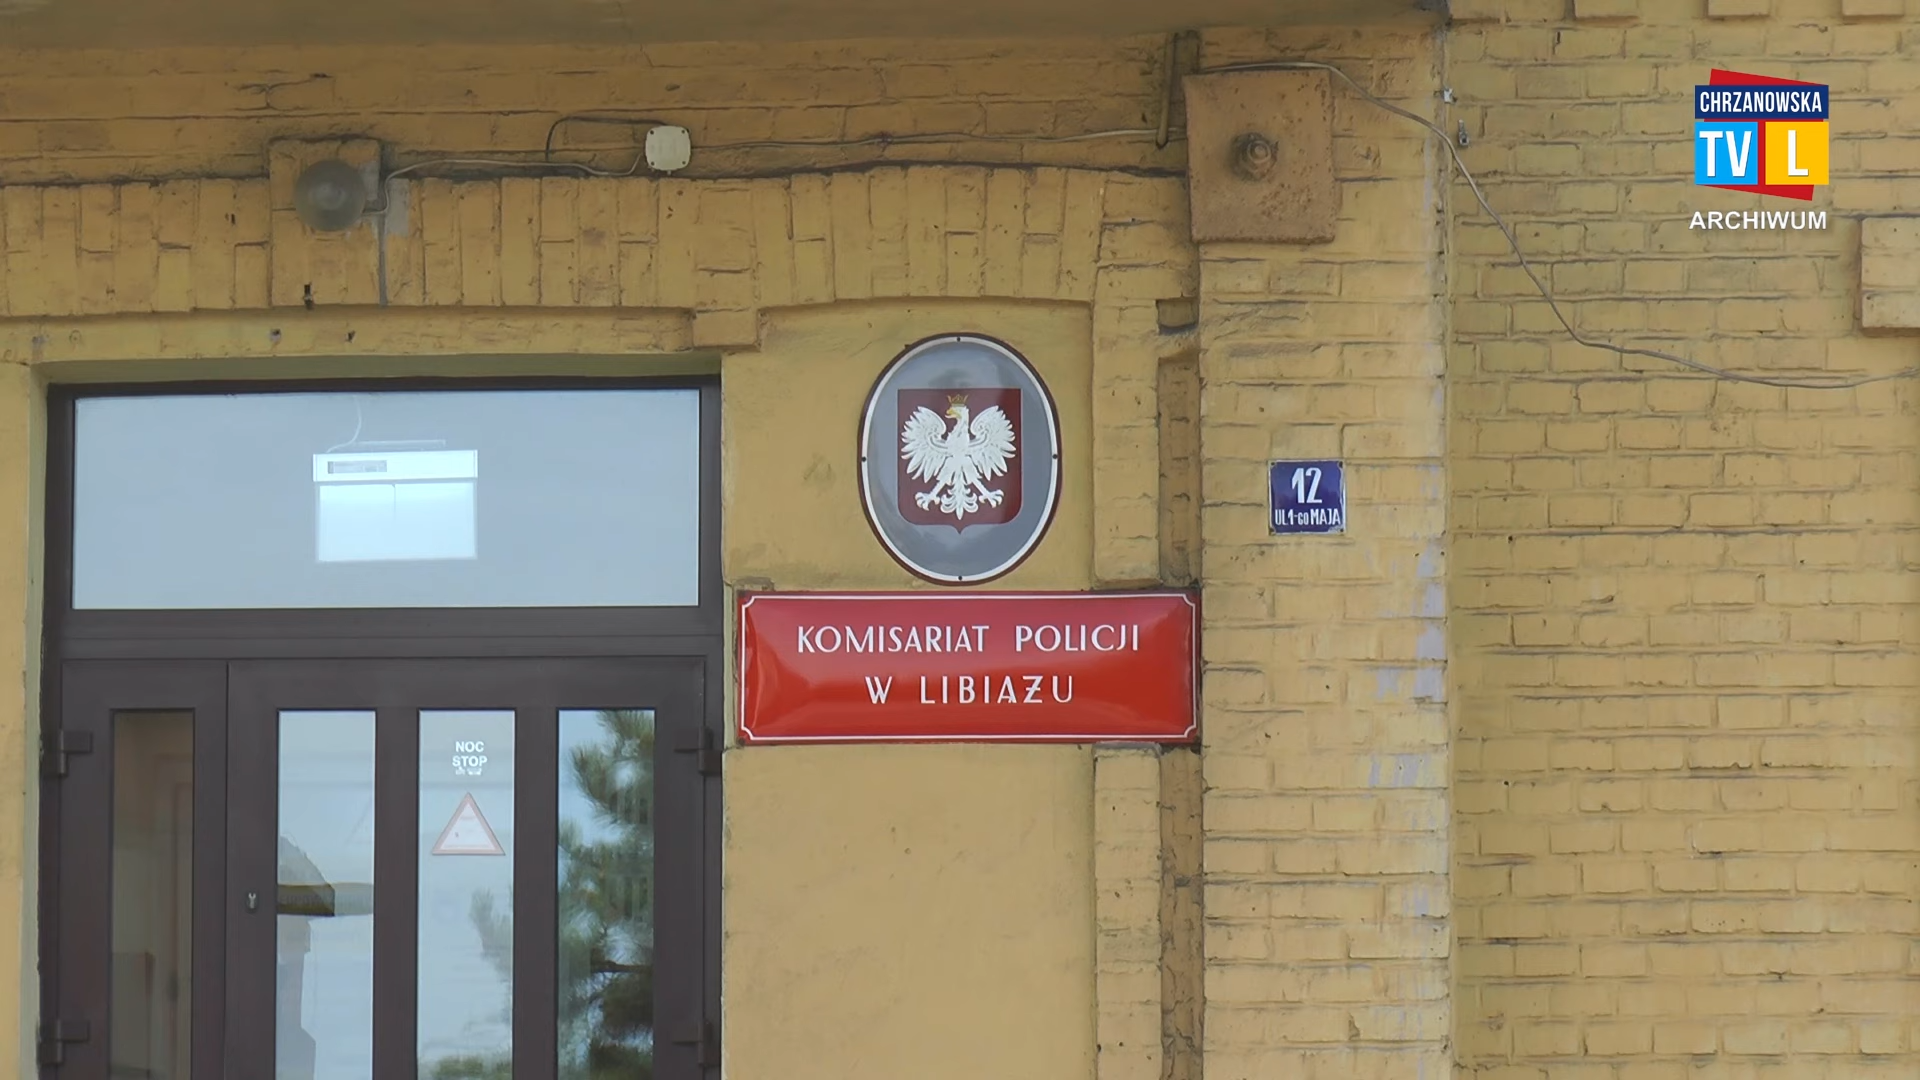 CHRZANOWSKA
TV L
ARCHIWUM
12
UL.1-GO MAJA
KOMISARIAT POLICJI
W LIBIĄŻU
NOC
STOP